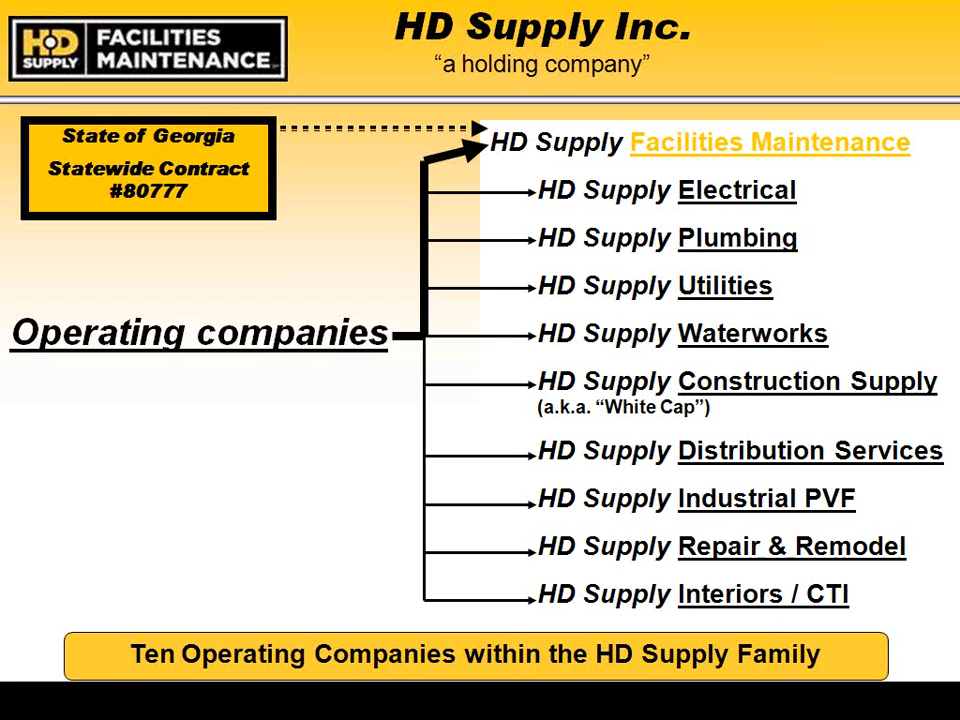 HD SUPPLY FACILITIES MAINTENANCE
HD Supply Inc.
“a holding company”
State of Georgia
Statewide Contract
#80777
HD Supply Facilities Maintenance
HD Supply Electrical
HD Supply Plumbing
HD Supply Utilities
Operating companies
HD Supply Waterworks
HD Supply Construction Supply
(a.k.a. “White Cap”)
HD Supply Distribution Services
HD Supply Industrial PVF
HD Supply Repair & Remodel
HD Supply Interiors / CTI
Ten Operating Companies within the HD Supply Family